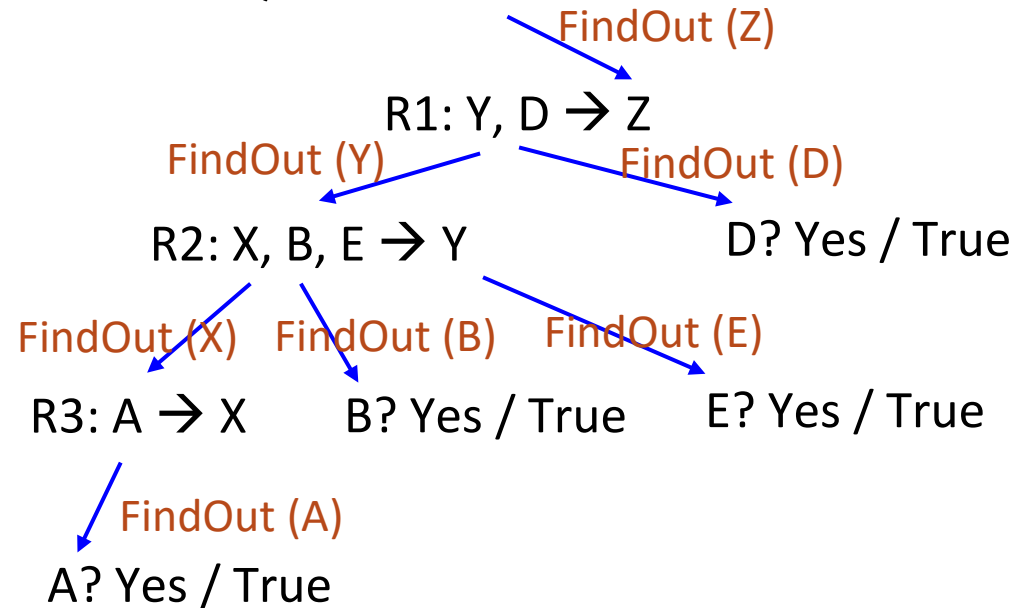 FindOut (Z)
R1: Y, D → Z
FindOut (Y)
FindOut (D)
R2: X, B, E → Y
D? Yes / True
FindOut (X)
FindOut (B)
FindOut (E)
R3: A → X
B? Yes / True
E? Yes / True
FindOut (A)
A? Yes / True